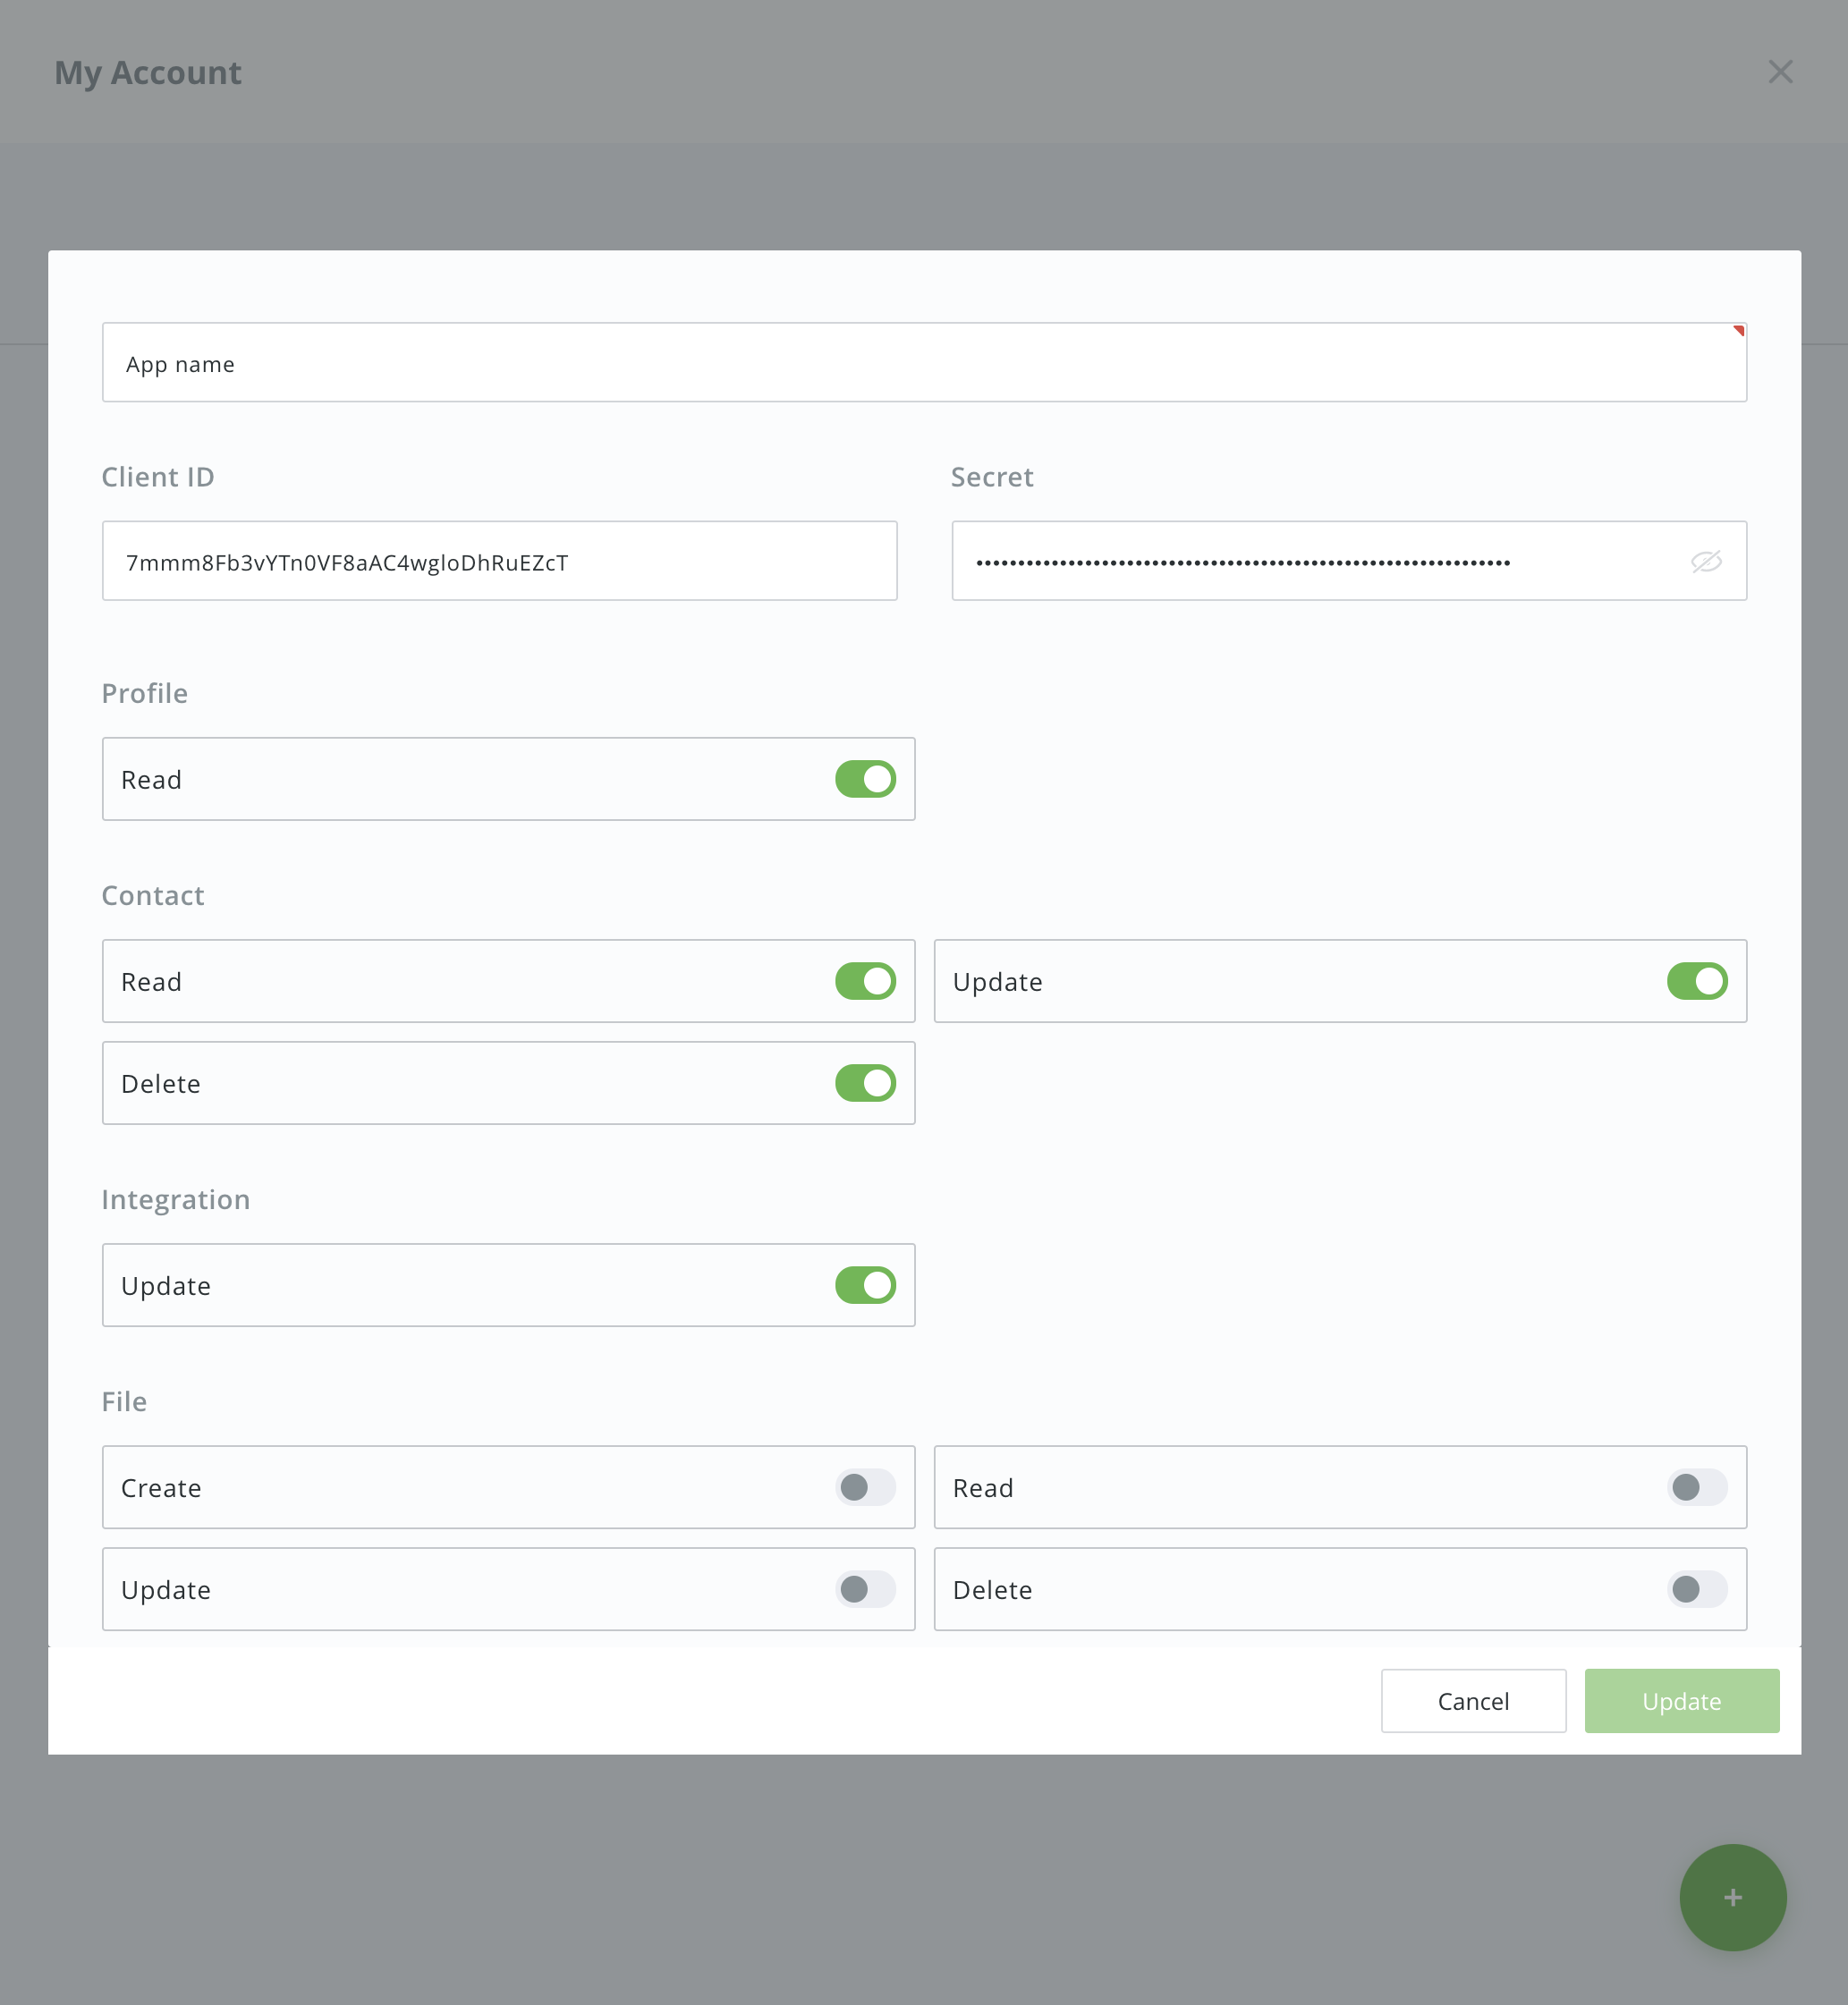 My Account
App name
Client ID
Secret
7mmm8Fb3vYTn0VF8aAC4wgloDhRuEZcT
••••••••••••••••••••••••••••••••••••••••••••••••••••••••••••••••
Profile
Read
Contact
Read
Update
Delete
Integration
Update
File
Create
Read
Update
Delete
Cancel
Update
+